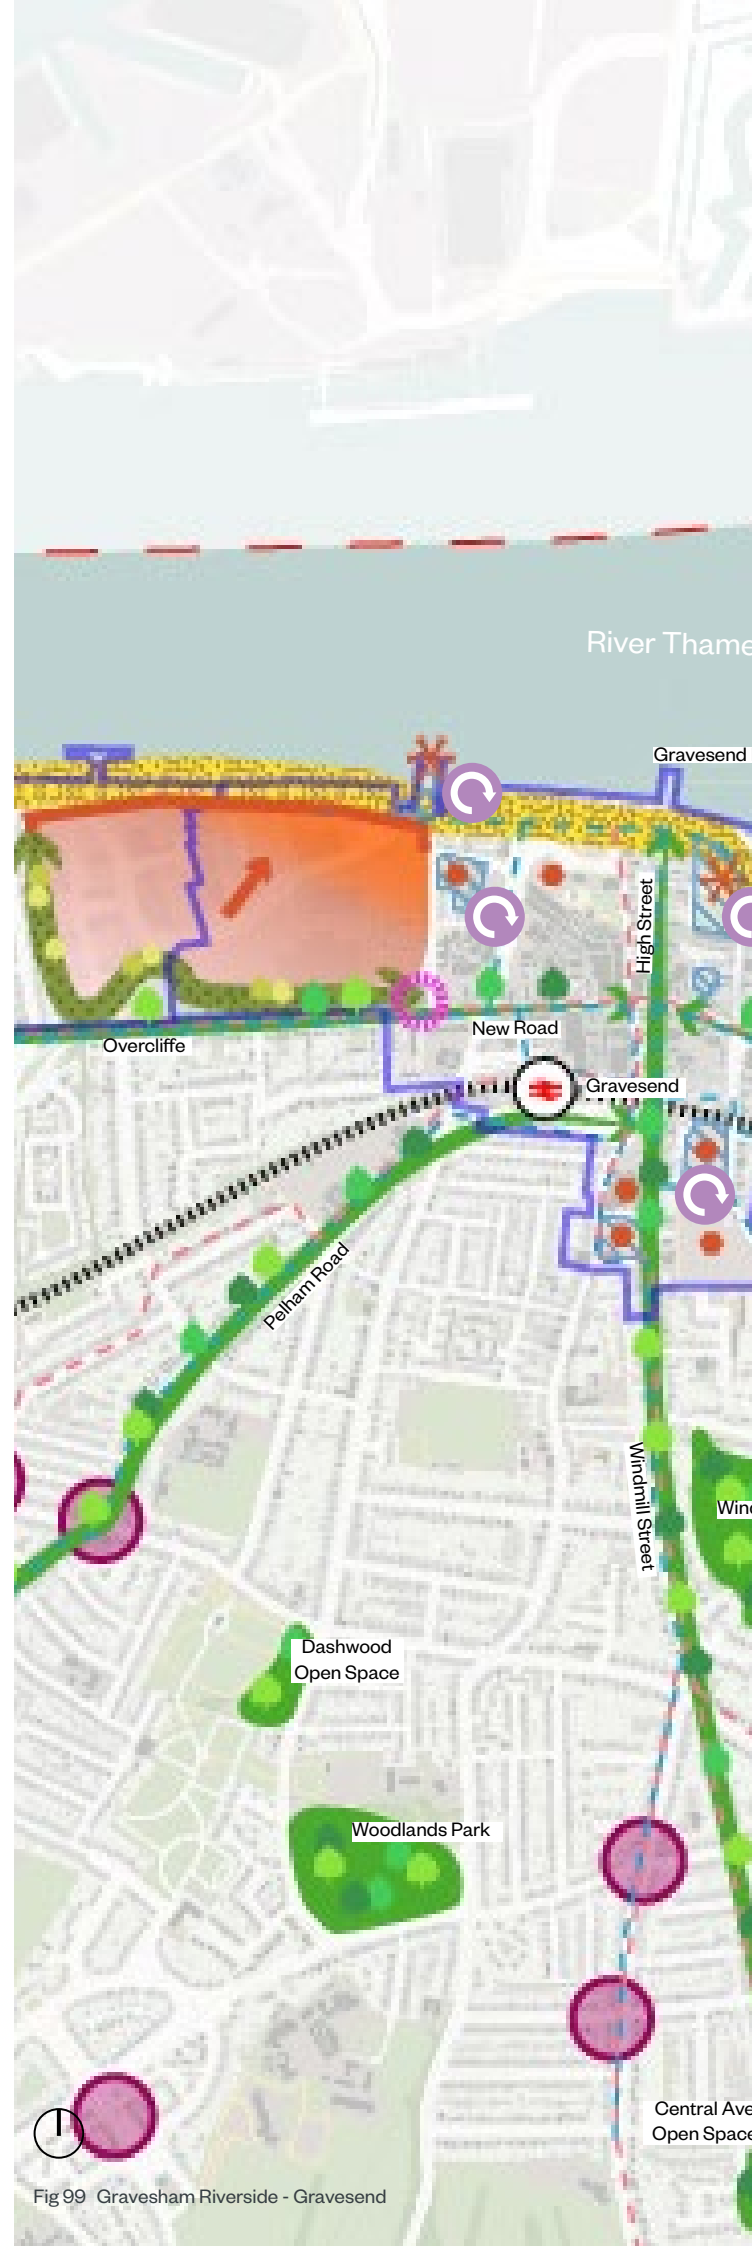 River Thame
Gravesend
High Street
New Road
Overcliffe
Gravesend
Pelham Road
Windmill Street
Wind
Dashwood
Open Space
Woodlands Park
Central Ave
Open Space
Fig 99 Gravesham Riverside - Gravesend